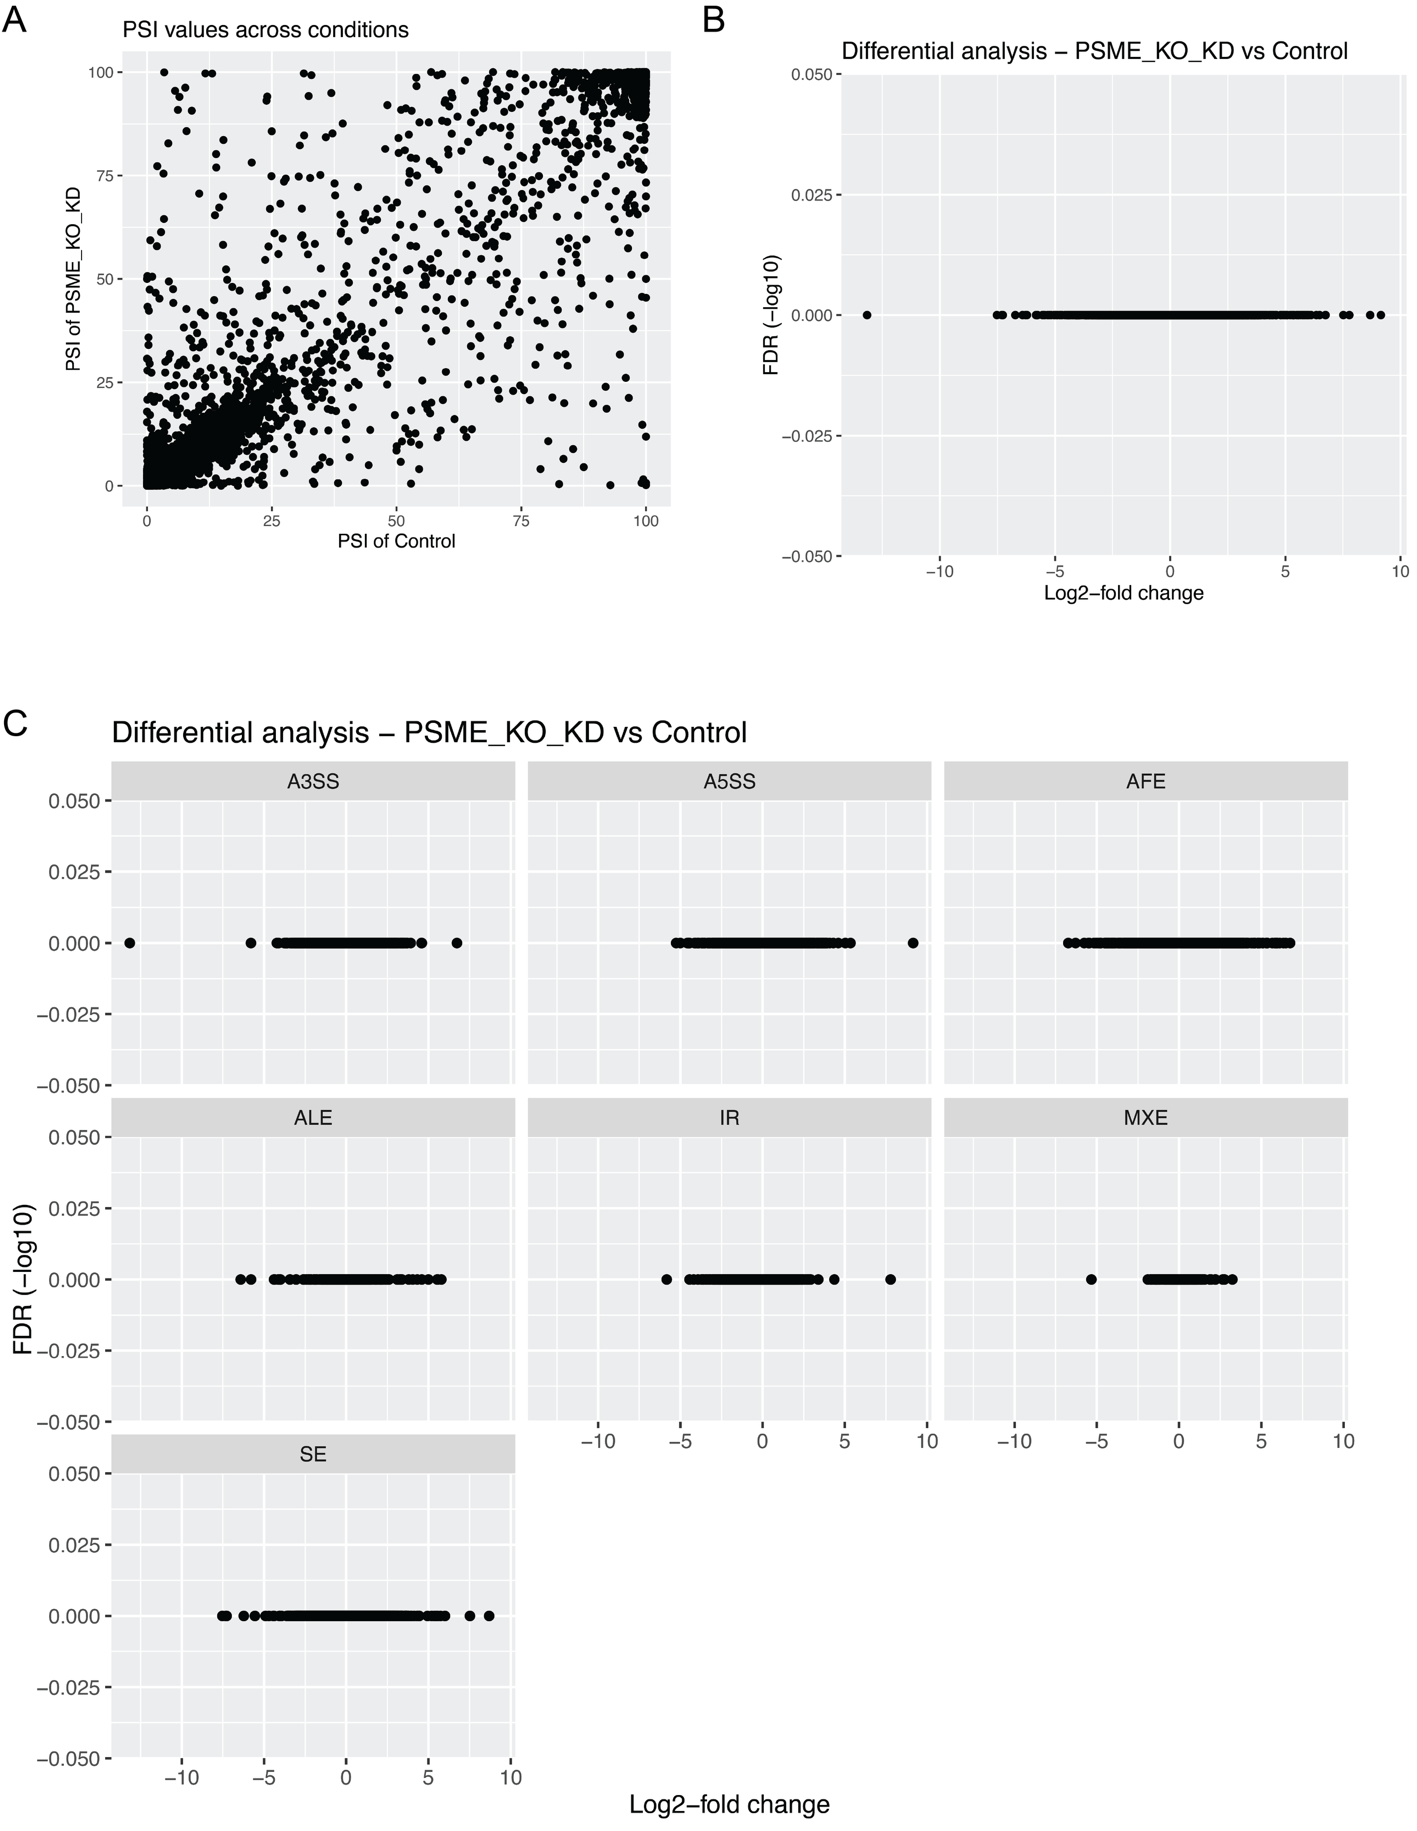 A
PSI values across conditions
100
75
50
25
0
PSI of PSME_KO_KD
0 25 50 75 100
PSI of Control
B
Differential analysis − PSME_KO_KD vs Control
0.050
0.025
0.000
−0.025
−0.050
FDR (−log10)
−10 −5 0 5 10
Log2−fold change
C
Differential analysis − PSME_KO_KD vs Control
A3SS A5SS AFE
0.050
0.025
0.000
−0.025
−0.050
ALE IR MXE
0.050
0.025
0.000
−0.025
−0.050
FDR (−log10)
−10 −5 0 5 10 −10 −5 0 5 10
SE
0.050
0.025
0.000
−0.025
−0.050
−10 −5 0 5 10
Log2−fold change